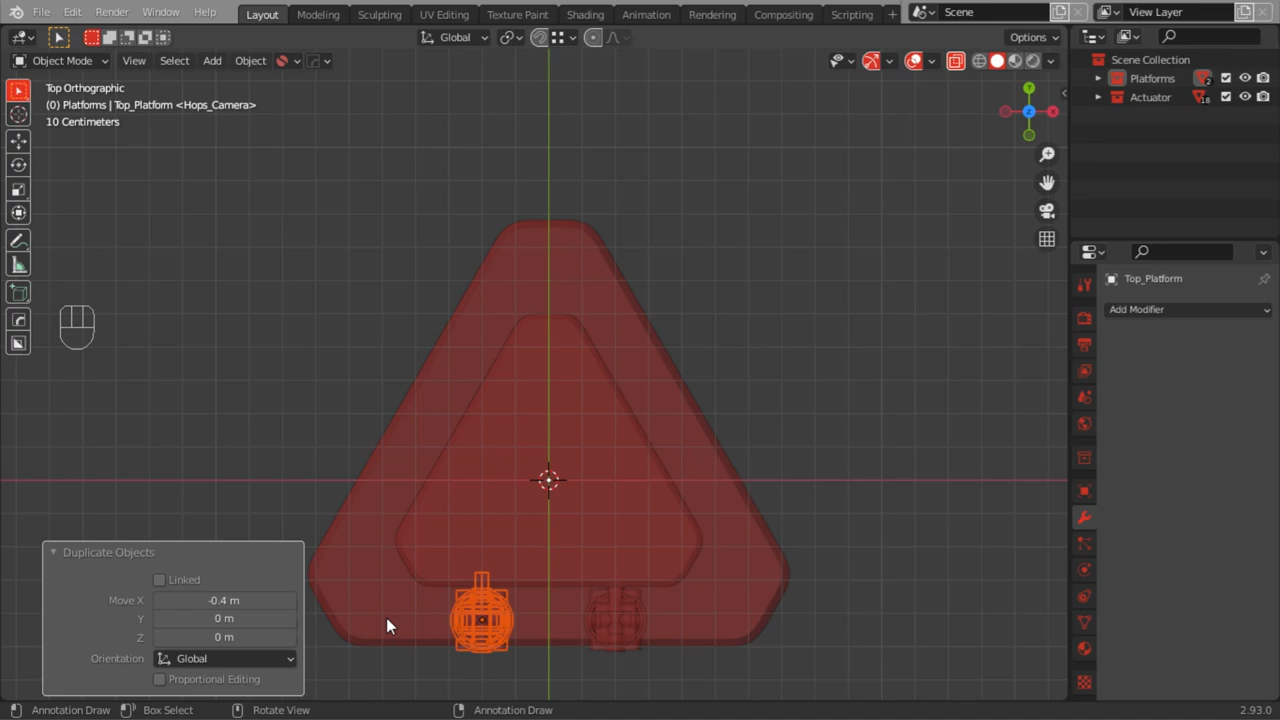 File Edit Render Window Help Layout Modeling Sculpting UV Editing Texture Paint Shading Animation Rendering Compositing Scripting + Scene View Layer
Global Options
Object Mode View Select Add Object
Top Orthographic
(0) Platforms | Top_Platform <Hops_Camera>
10 Centimeters
Y
X
Z
Scene Collection
Platforms 2
Actuator 18
Top_Platform
Add Modifier
Duplicate Objects
Linked
Move X -0.4 m
Y 0 m
Z 0 m
Orientation Global
Proportional Editing
Annotation Draw Box Select Rotate View Annotation Draw 2.93.0